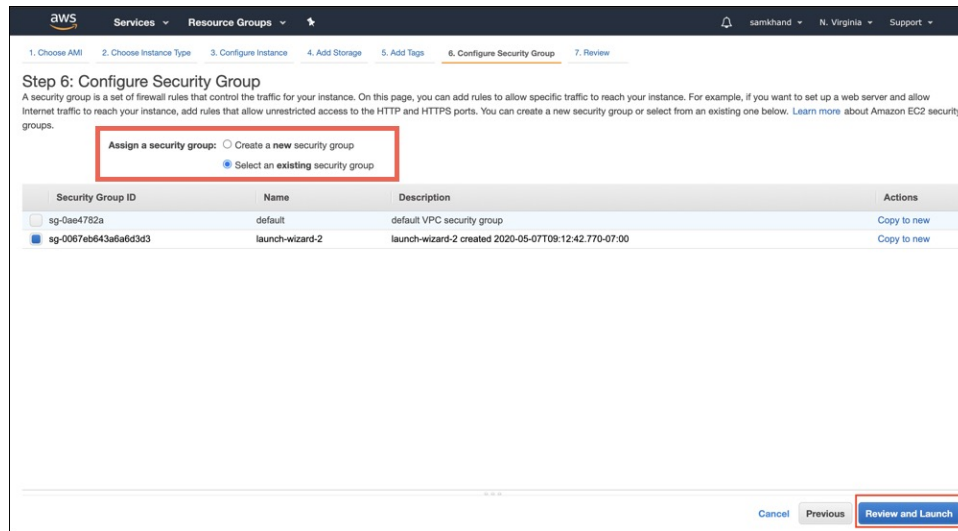 aws Services Resource Groups samkhand N. Virginia Support
1. Choose AMI 2. Choose Instance Type 3. Configure Instance 4. Add Storage 5. Add Tags 6. Configure Security Group 7. Review
Step 6: Configure Security Group
A security group is a set of firewall rules that control the traffic for your instance. On this page, you can add rules to allow specific traffic to reach your instance. For example, if you want to set up a web server and allow
Internet traffic to reach your instance, add rules that allow unrestricted access to the HTTP and HTTPS ports. You can create a new security group or select from an existing one below. Learn more about Amazon EC2 security
groups.
Assign a security group: Create a new security group
Select an existing security group
Security Group ID Name Description Actions
sg-0ae4782a default default VPC security group Copy to new
sg-0067eb643a6a6d3d3 launch-wizard-2 launch-wizard-2 created 2020-05-07T09:12:42.770-07:00 Copy to new
Cancel Previous Review and Launch